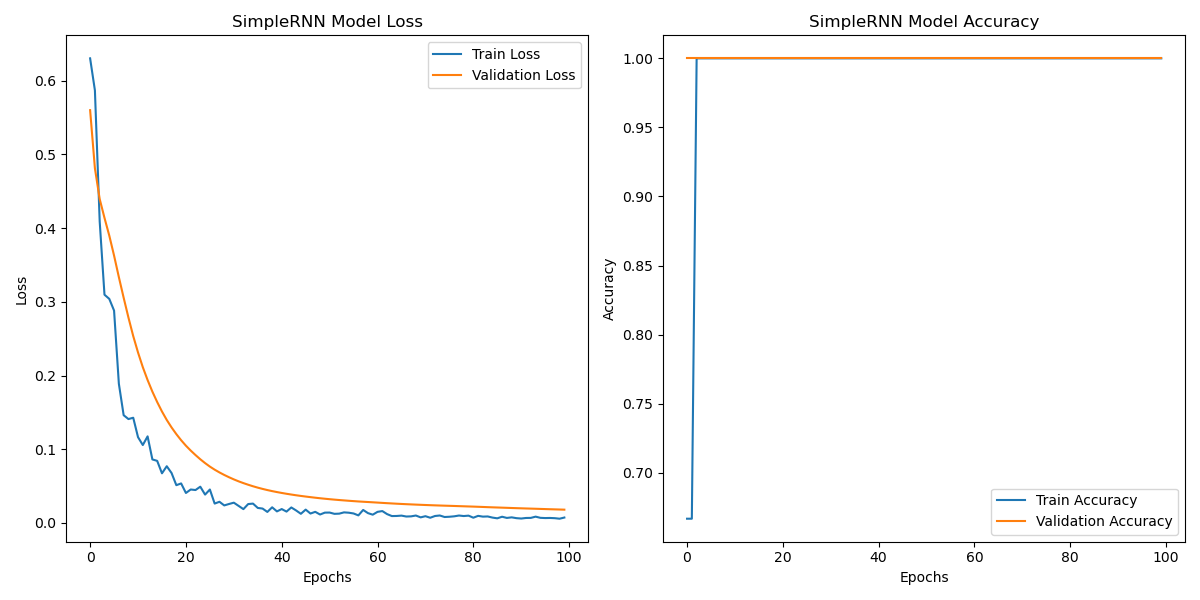 SimpleRNN Model Loss
Train Loss
Validation Loss
0.6
0.5
0.4
0.3
0.2
0.1
0.0
Loss
0
20
40
60
80
100
Epochs
SimpleRNN Model Accuracy
1.00
0.95
0.90
0.85
0.80
0.75
0.70
Accuracy
Train Accuracy
Validation Accuracy
0
20
40
60
80
100
Epochs